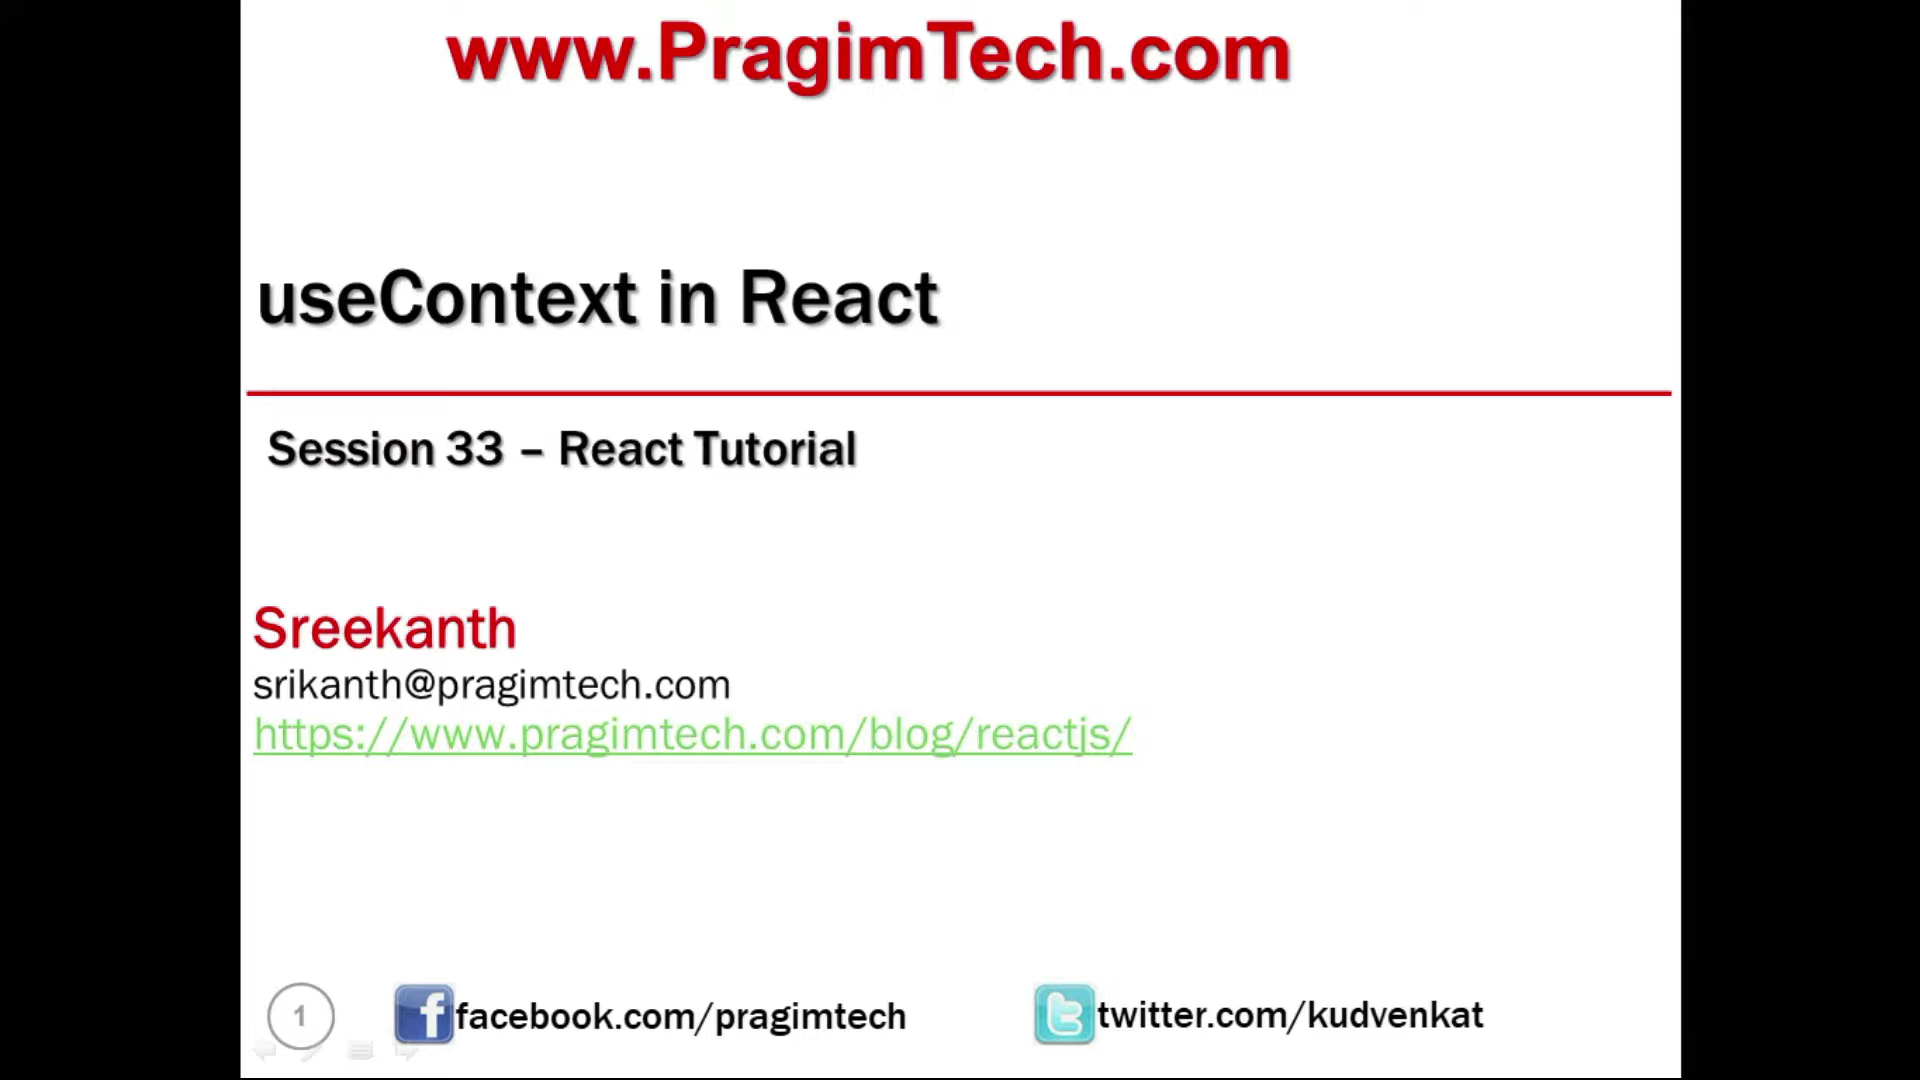 www.PragimTech.com
useContext in React
Session 33 – React Tutorial
Sreekanth
srikanth@pragimtech.com
https://www.pragimtech.com/blog/reactjs/
1
facebook.com/pragimtech
twitter.com/kudvenkat